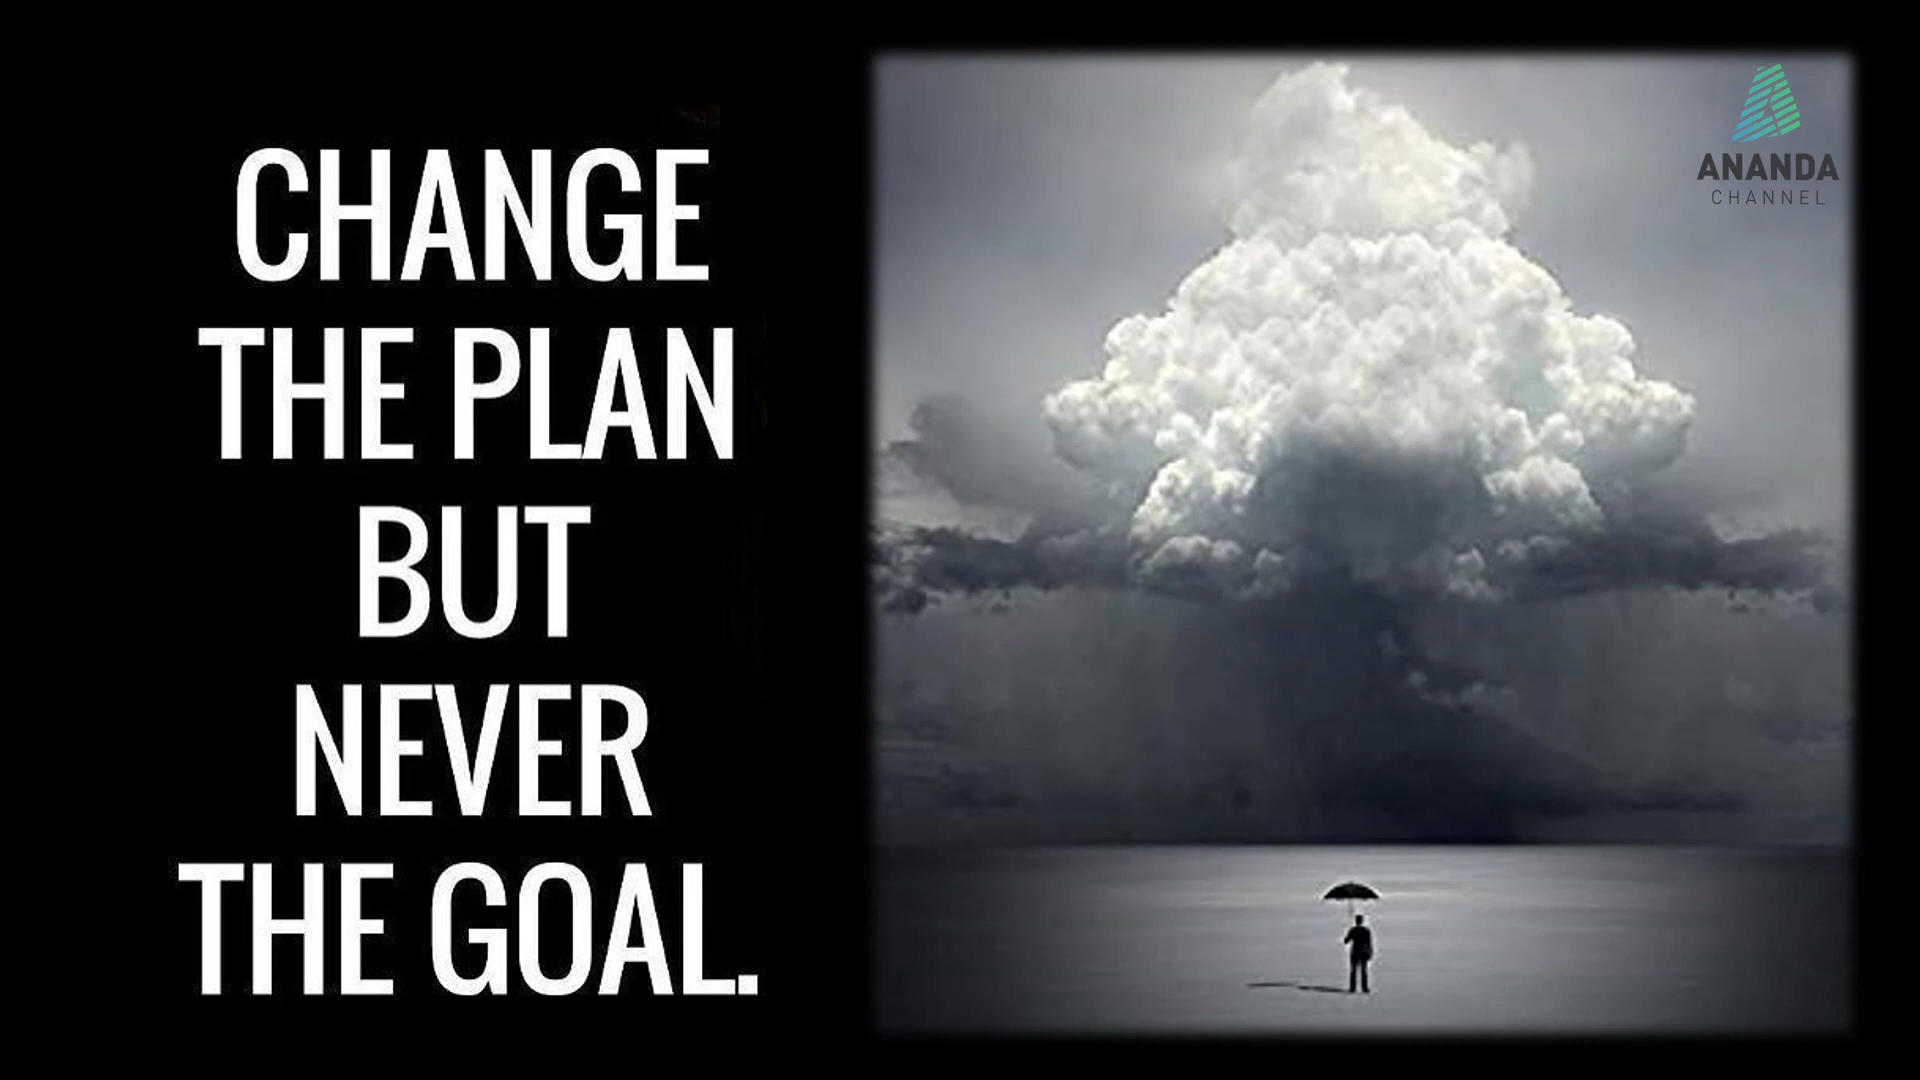 CHANGE
THE PLAN
BUT
NEVER
THE GOAL.
ANANDA
CHANNEL